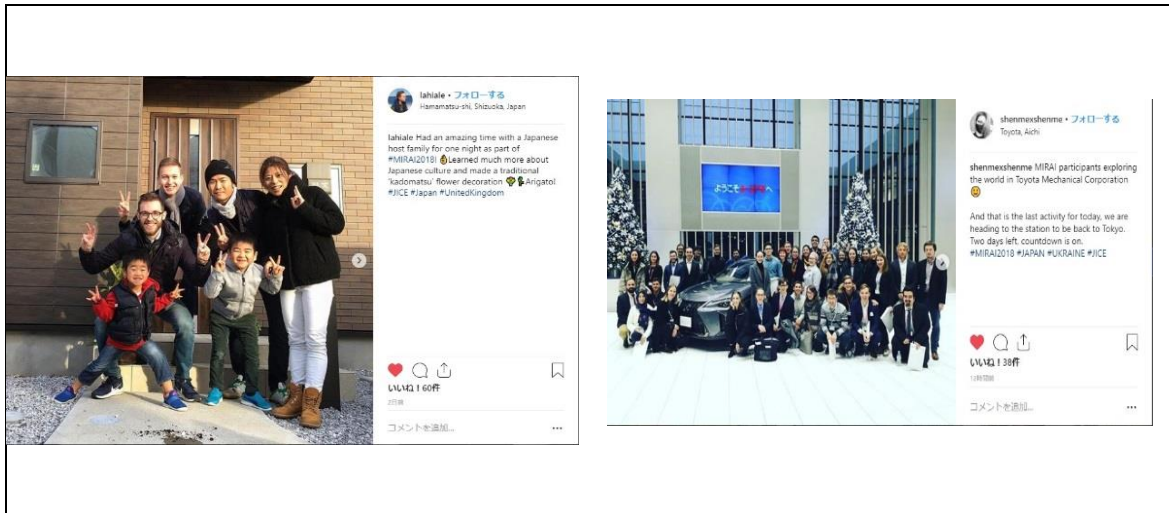 lahiale • フォローする
Hamamatsu-shi, Shizuoka, Japan
lahiale Had an amazing time with a Japanese
host family for one night as part of
#MIRAI2018! Learned much more about
Japanese culture and made a traditional
'kadomatsu' flower decoration Arigato!
#JICE #Japan #UnitedKingdom
いいね！60件
2日前
コメントを追加...
ようこそ
へ
shenmexshenme • フォローする
Toyota, Aichi
shenmexshenme MIRAI participants exploring
the world in Toyota Mechanical Corporation
And that is the last activity for today, we are
heading to the station to be back to Tokyo.
Two days left, countdown is on.
#MIRAI2018 #JAPAN #UKRAINE #JICE
いいね！38件
コメントを追加...